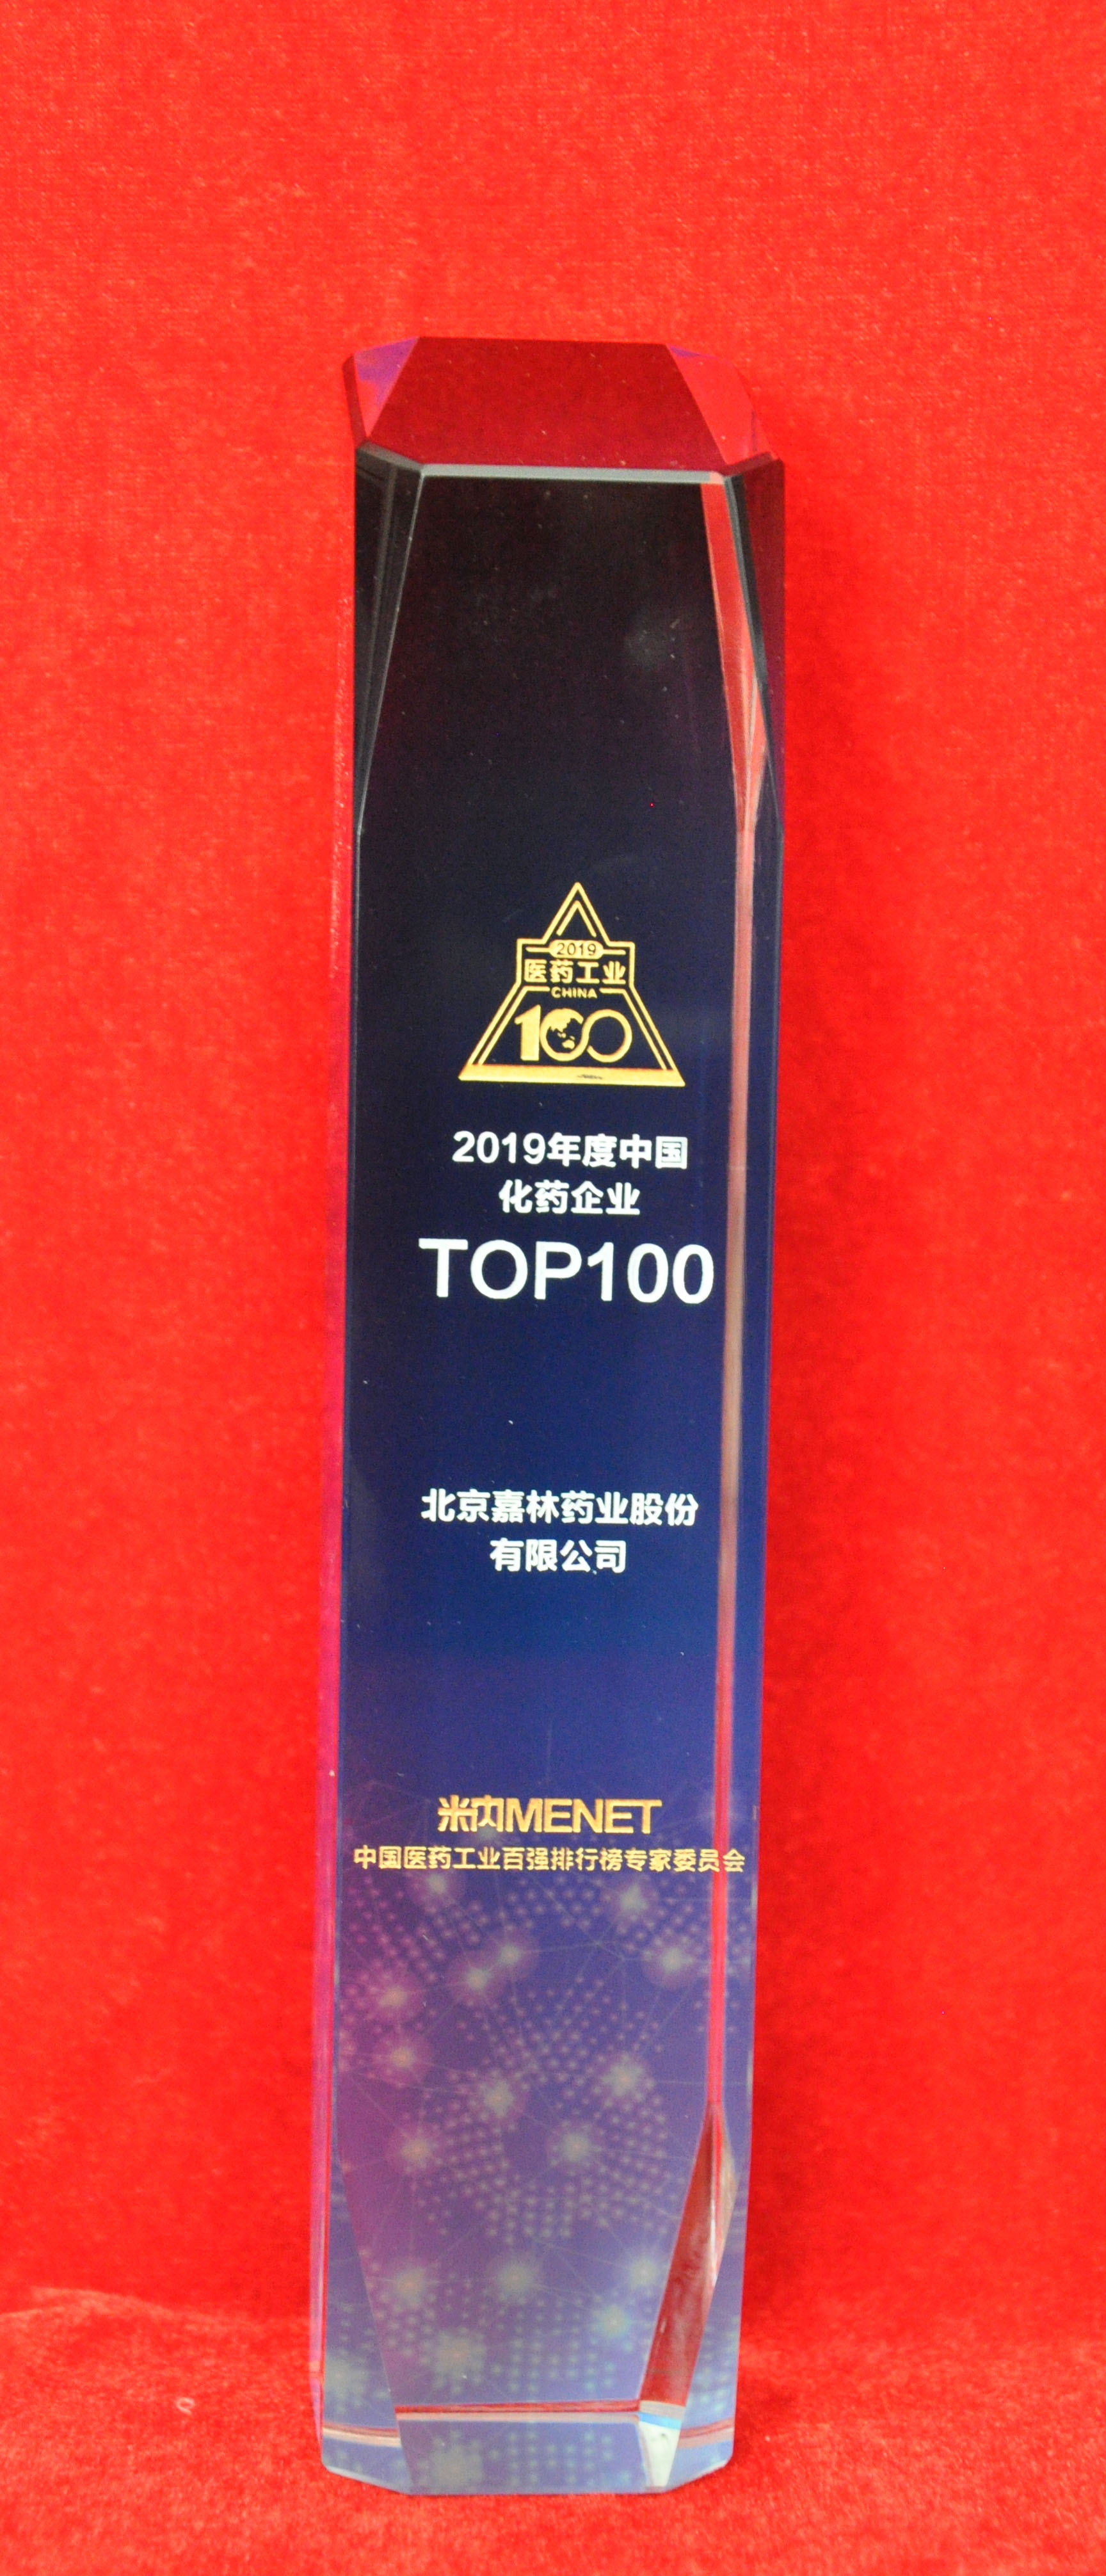 2019
医药工业
CHINA
100
2019年度中国
化药企业
TOP100
北京嘉林药业股份
有限公司
米内MENET
中国医药工业百强排行榜专家委员会